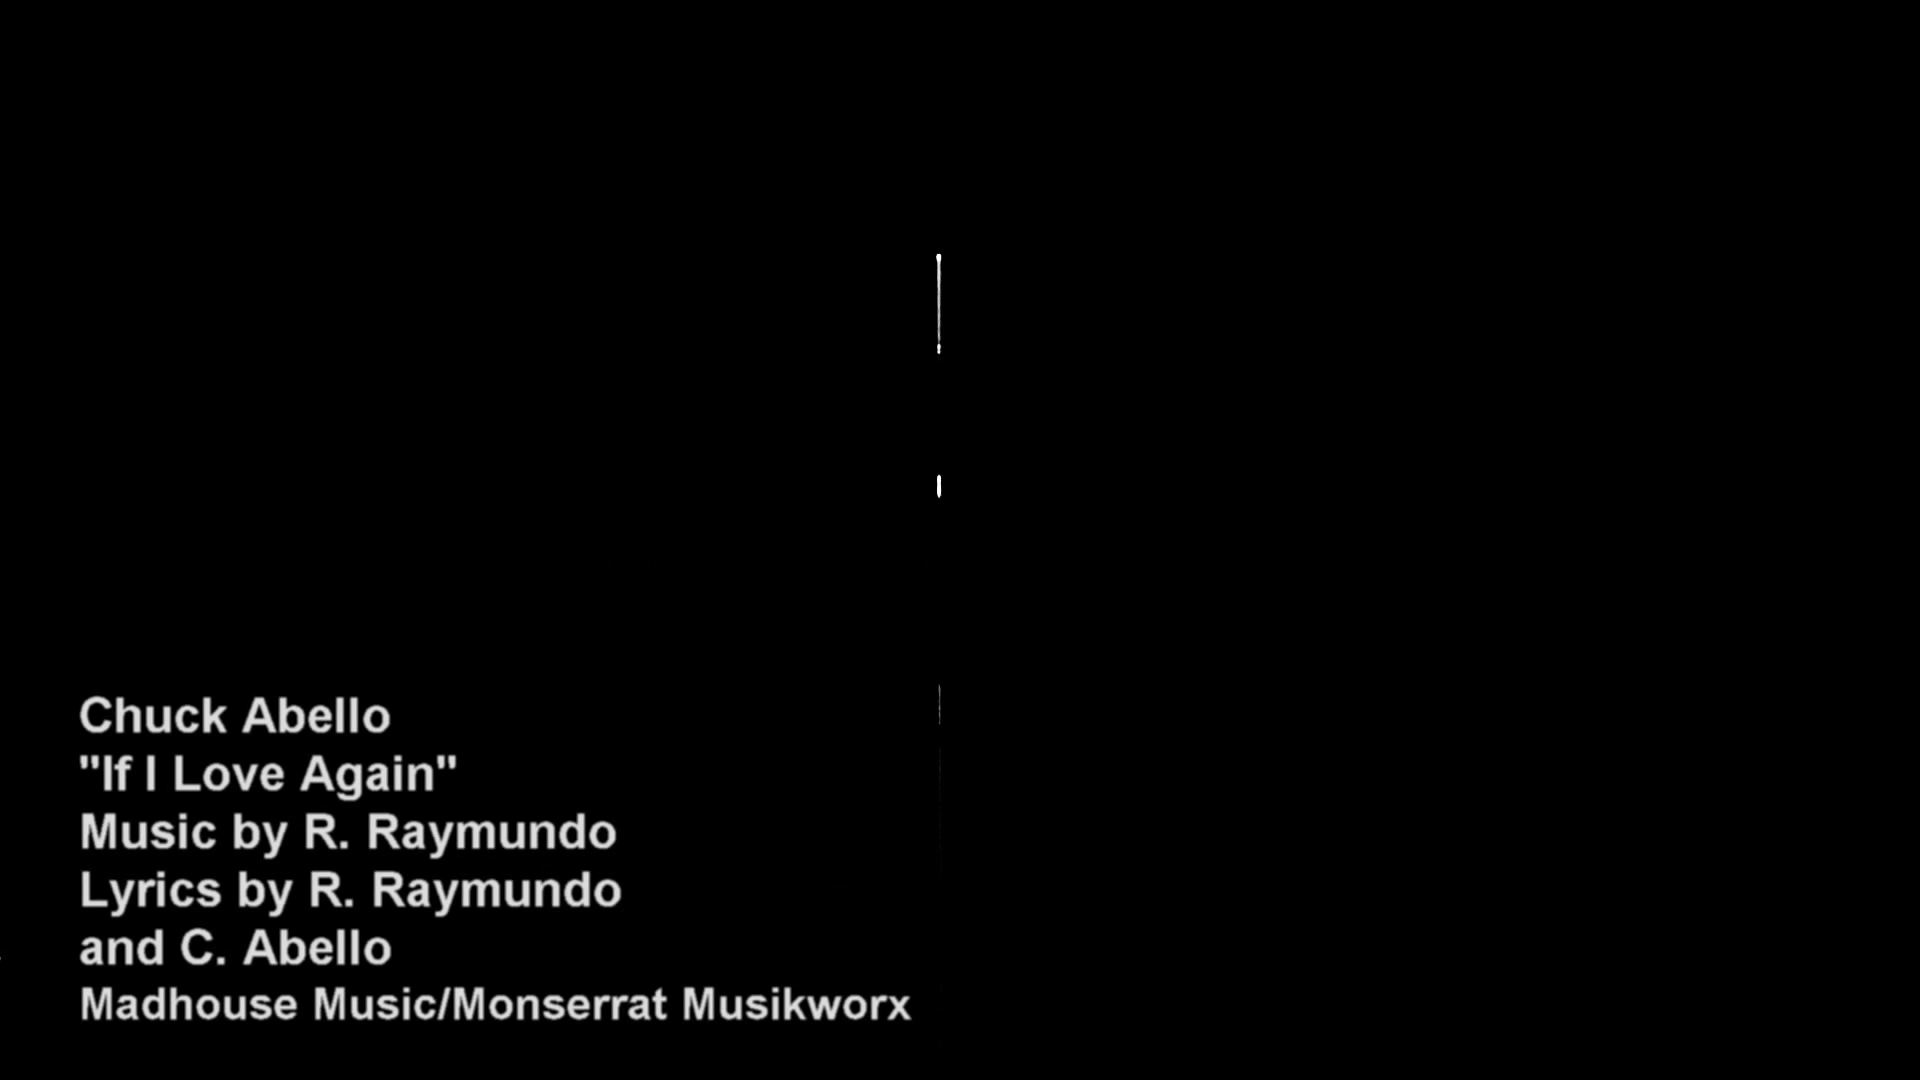 Chuck Abello
"If I Love Again"
Music by R. Raymundo
Lyrics by R. Raymundo
and C. Abello
Madhouse Music/Monserrat Musikworx